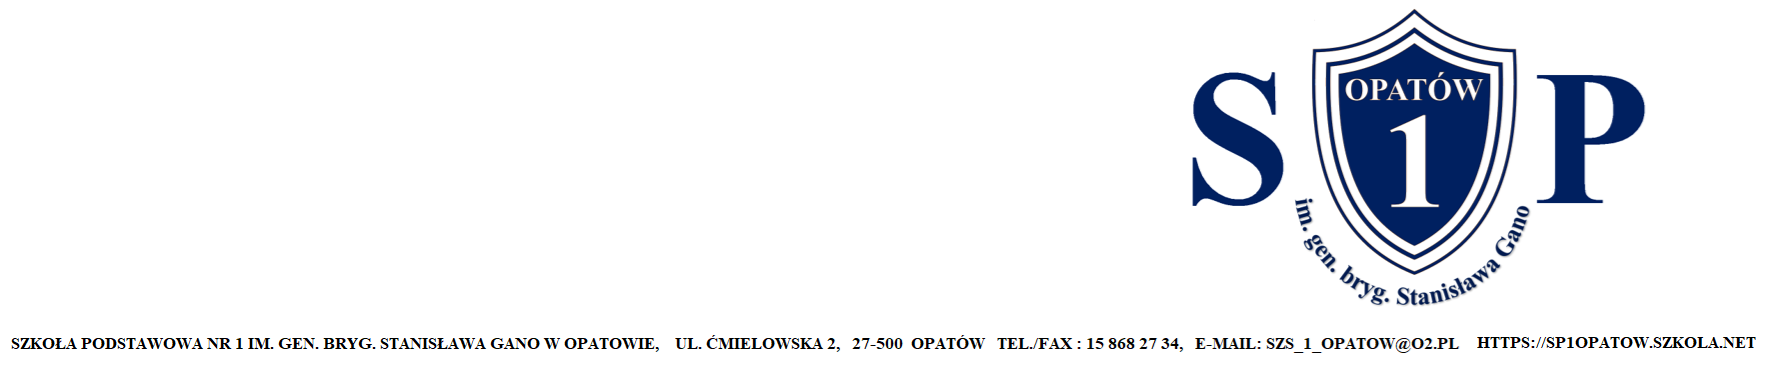 S P
OPATÓW
1
im. gen. bryg. Stanisława Gano
SZKOŁA PODSTAWOWA NR 1 IM. GEN. BRYG. STANISŁAWA GANO W OPATOWIE, UL. ĆMIELOWSKA 2, 27-500 OPATÓW TEL./FAX : 15 868 27 34, E-MAIL: SZS_1_OPATOW@O2.PL HTTPS://SP1OPATOW.SZKOLA.NET